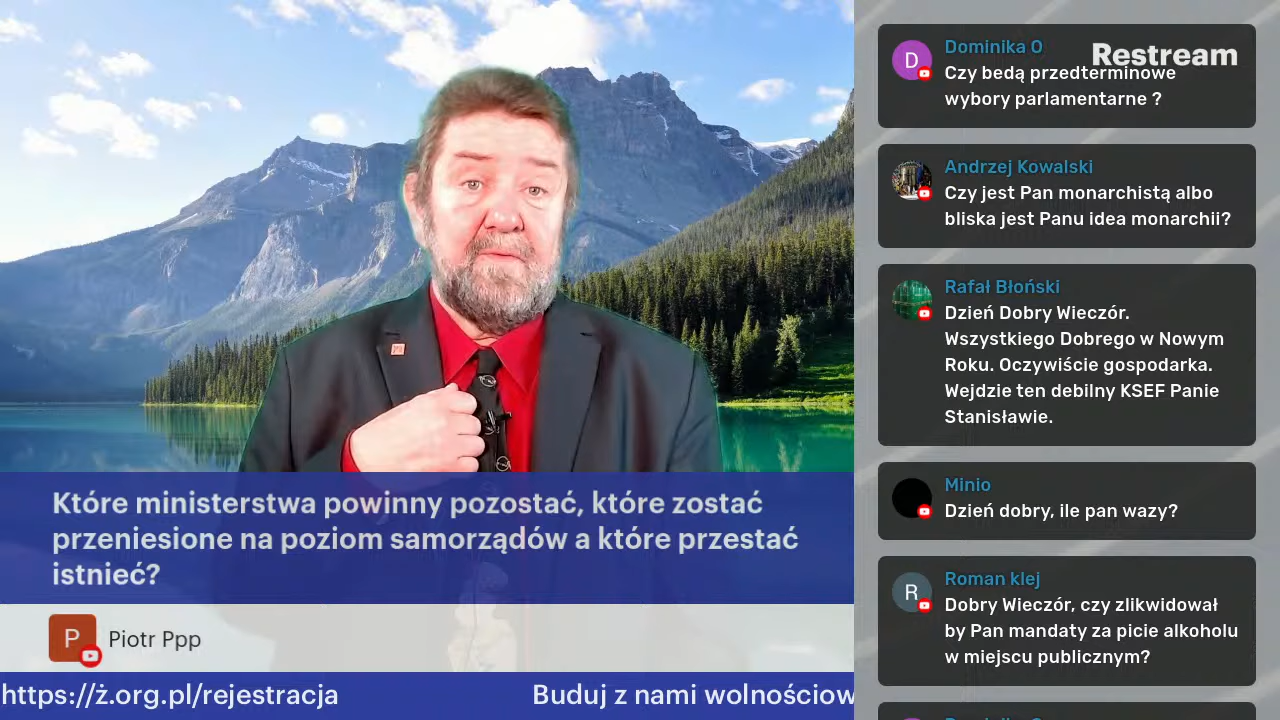 Które ministerstwa powinny pozostać, które zostać
przeniesione na poziom samorządów a które przestać
istnieć?
P
Piotr Ppp
https://ż.org.pl/rejestracja
Buduj z nami wolnościow
Restream
D
Dominika O
Czy bedą przedterminowe
wybory parlamentarne ?
Andrzej Kowalski
Czy jest Pan monarchistą albo
bliska jest Panu idea monarchii?
Rafał Błoński
Dzień Dobry Wieczór.
Wszystkiego Dobrego w Nowym
Roku. Oczywiście gospodarka.
Wejdzie ten debilny KSEF Panie
Stanisławie.
Minio
Dzień dobry, ile pan wazy?
R
Roman klej
Dobry Wieczór, czy zlikwidował
by Pan mandaty za picie alkoholu
w miejscu publicznym?